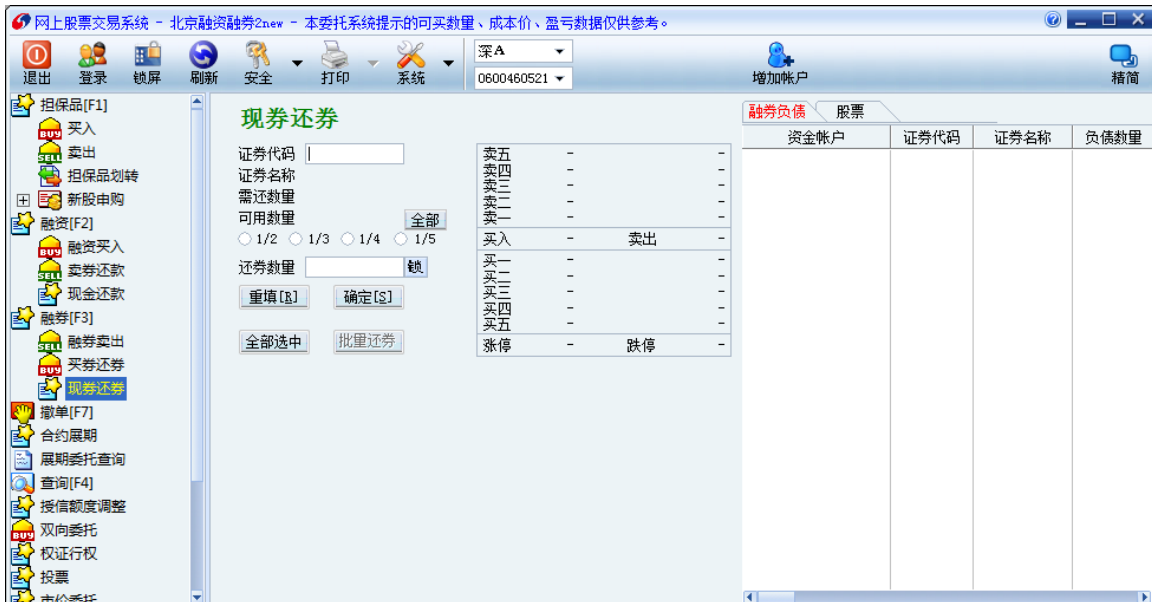 网上股票交易系统 - 北京融资融券2new - 本委托系统提示的可买数量、成本价、盈亏数据仅供参考。
退出 登录 锁屏 刷新 安全 打印 系统 深A 0600460521 增加帐户 精简
担保品[F1]
买入
卖出
担保品划转
新股申购
融资[F2]
融资买入
卖券还款
现金还款
融券[F3]
融券卖出
买券还券
现券还券
撤单[F7]
合约展期
展期委托查询
查询[F4]
授信额度调整
双向委托
权证行权
投票
市价委托
现券还券
证券代码
证券名称
需还数量
可用数量 全部
1/2 1/3 1/4 1/5
还券数量 锁
重填[R] 确定[S]
全部选中 批里还券
卖五 - -
卖四 - -
卖三 - -
卖二 - -
卖一 - -
买入 - 卖出 -
买一 - -
买二 - -
买三 - -
买四 - -
买五 - -
涨停 - 跌停 -
融券负债 股票
资金帐户 证券代码 证券名称 负债数量